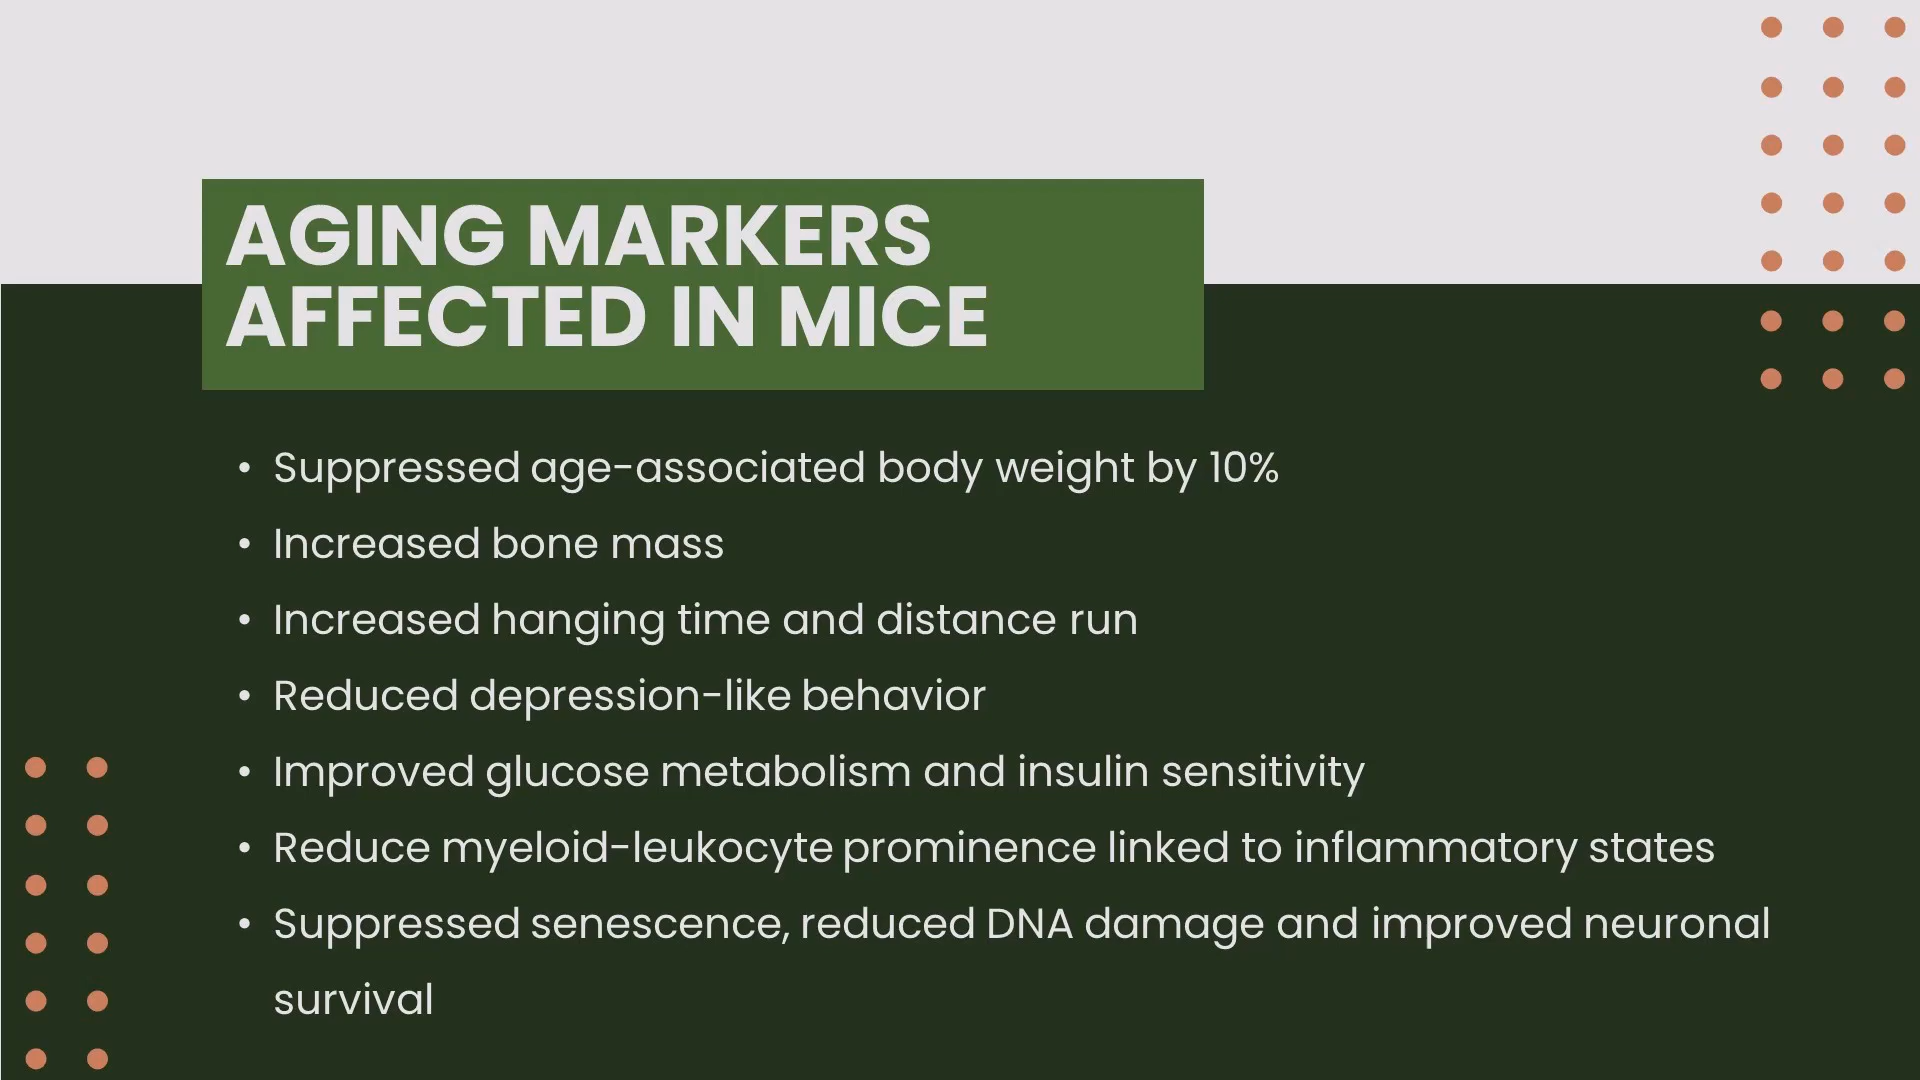 AGING MARKERS
AFFECTED IN MICE
• Suppressed age-associated body weight by 10%
• Increased bone mass
• Increased hanging time and distance run
• Reduced depression-like behavior
• Improved glucose metabolism and insulin sensitivity
• Reduce myeloid-leukocyte prominence linked to inflammatory states
• Suppressed senescence, reduced DNA damage and improved neuronal
survival